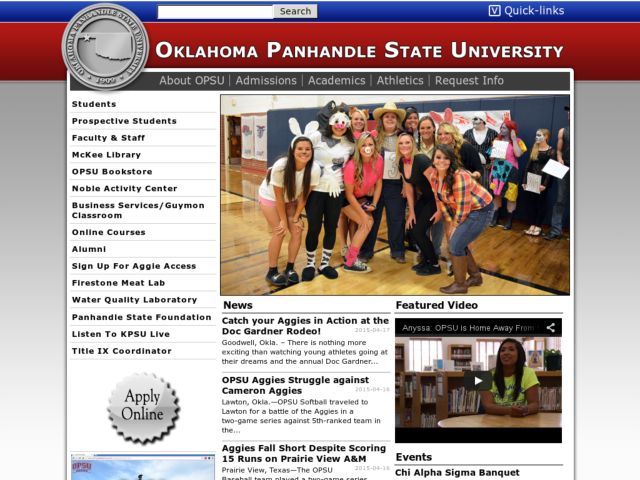 Search
Quick-links
OKLAHOMA PANHANDLE STATE UNIVERSITY
1909
OKLAHOMA PANHANDLE STATE UNIVERSITY
About OPSU | Admissions | Academics | Athletics | Request Info
Students
Prospective Students
Faculty & Staff
McKee Library
OPSU Bookstore
Noble Activity Center
Business Services/Guymon
Classroom
Online Courses
Alumni
Sign Up For Aggie Access
Firestone Meat Lab
Water Quality Laboratory
Panhandle State Foundation
Listen To KPSU Live
Title IX Coordinator
Apply
Online
OPSU
News
Catch your Aggies in Action at the
Doc Gardner Rodeo!
2015-04-17
Goodwell, Okla. – There is nothing more
exciting than watching young athletes going at
their dreams and the annual Doc Gardner...
OPSU Aggies Struggle against
Cameron Aggies
2015-04-16
Lawton, Okla.—OPSU Softball traveled to
Lawton for a battle of the Aggies in a
two-game series against 5th-ranked team in
the...
Aggies Fall Short Despite Scoring
15 Runs on Prairie View A&M
2015-04-16
Prairie View, Texas—The OPSU
Baseball team played a two-game series
Featured Video
Anyssa: OPSU is Home Away From
Events
Chi Alpha Sigma Banquet